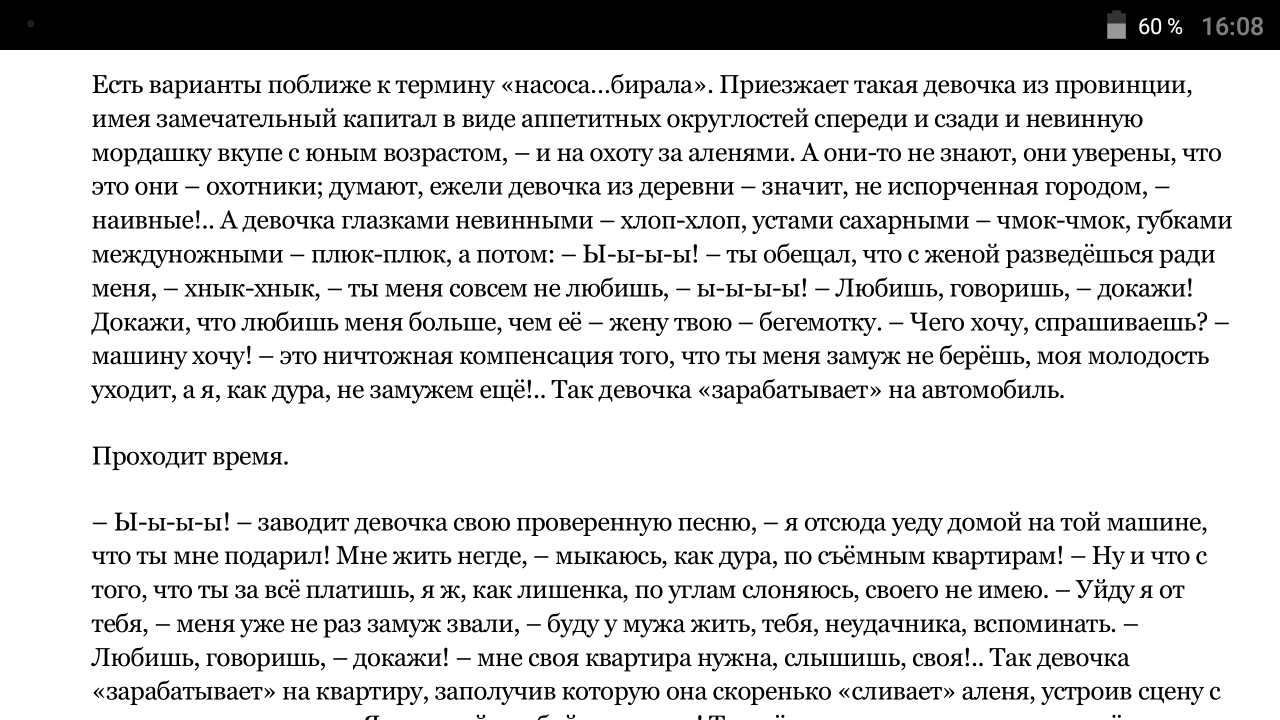 60 % 16:08
Есть варианты поближе к термину «насоса...бирала». Приезжает такая девочка из провинции,
имея замечательный капитал в виде аппетитных округлостей спереди и сзади и невинную
мордашку вкупе с юным возрастом, – и на охоту за аленями. А они-то не знают, они уверены, что
это они – охотники; думают, ежели девочка из деревни – значит, не испорченная городом, –
наивные!.. А девочка глазками невинными – хлоп-хлоп, устами сахарными – чмок-чмок, губками
междуножными – плюк-плюк, а потом: – Ы-ы-ы-ы! – ты обещал, что с женой разведёшься ради
меня, – хнык-хнык, – ты меня совсем не любишь, – ы-ы-ы-ы! – Любишь, говоришь, – докажи!
Докажи, что любишь меня больше, чем её – жену твою – бегемотку. – Чего хочу, спрашиваешь? –
машину хочу! – это ничтожная компенсация того, что ты меня замуж не берёшь, моя молодость
уходит, а я, как дура, не замужем ещё!.. Так девочка «зарабатывает» на автомобиль.
Проходит время.
– Ы-ы-ы-ы! – заводит девочка свою проверенную песню, – я отсюда уеду домой на той машине,
что ты мне подарил! Мне жить негде, – мыкаюсь, как дура, по съёмным квартирам! – Ну и что с
того, что ты за всё платишь, я ж, как лишенка, по углам слоняюсь, своего не имею. – Уйду я от
тебя, – меня уже не раз замуж звали, – буду у мужа жить, тебя, неудачника, вспоминать. –
Любишь, говоришь, – докажи! – мне своя квартира нужна, слышишь, своя!.. Так девочка
«зарабатывает» на квартиру, заполучив которую она скоренько «сливает» аленя, устроив сцену с